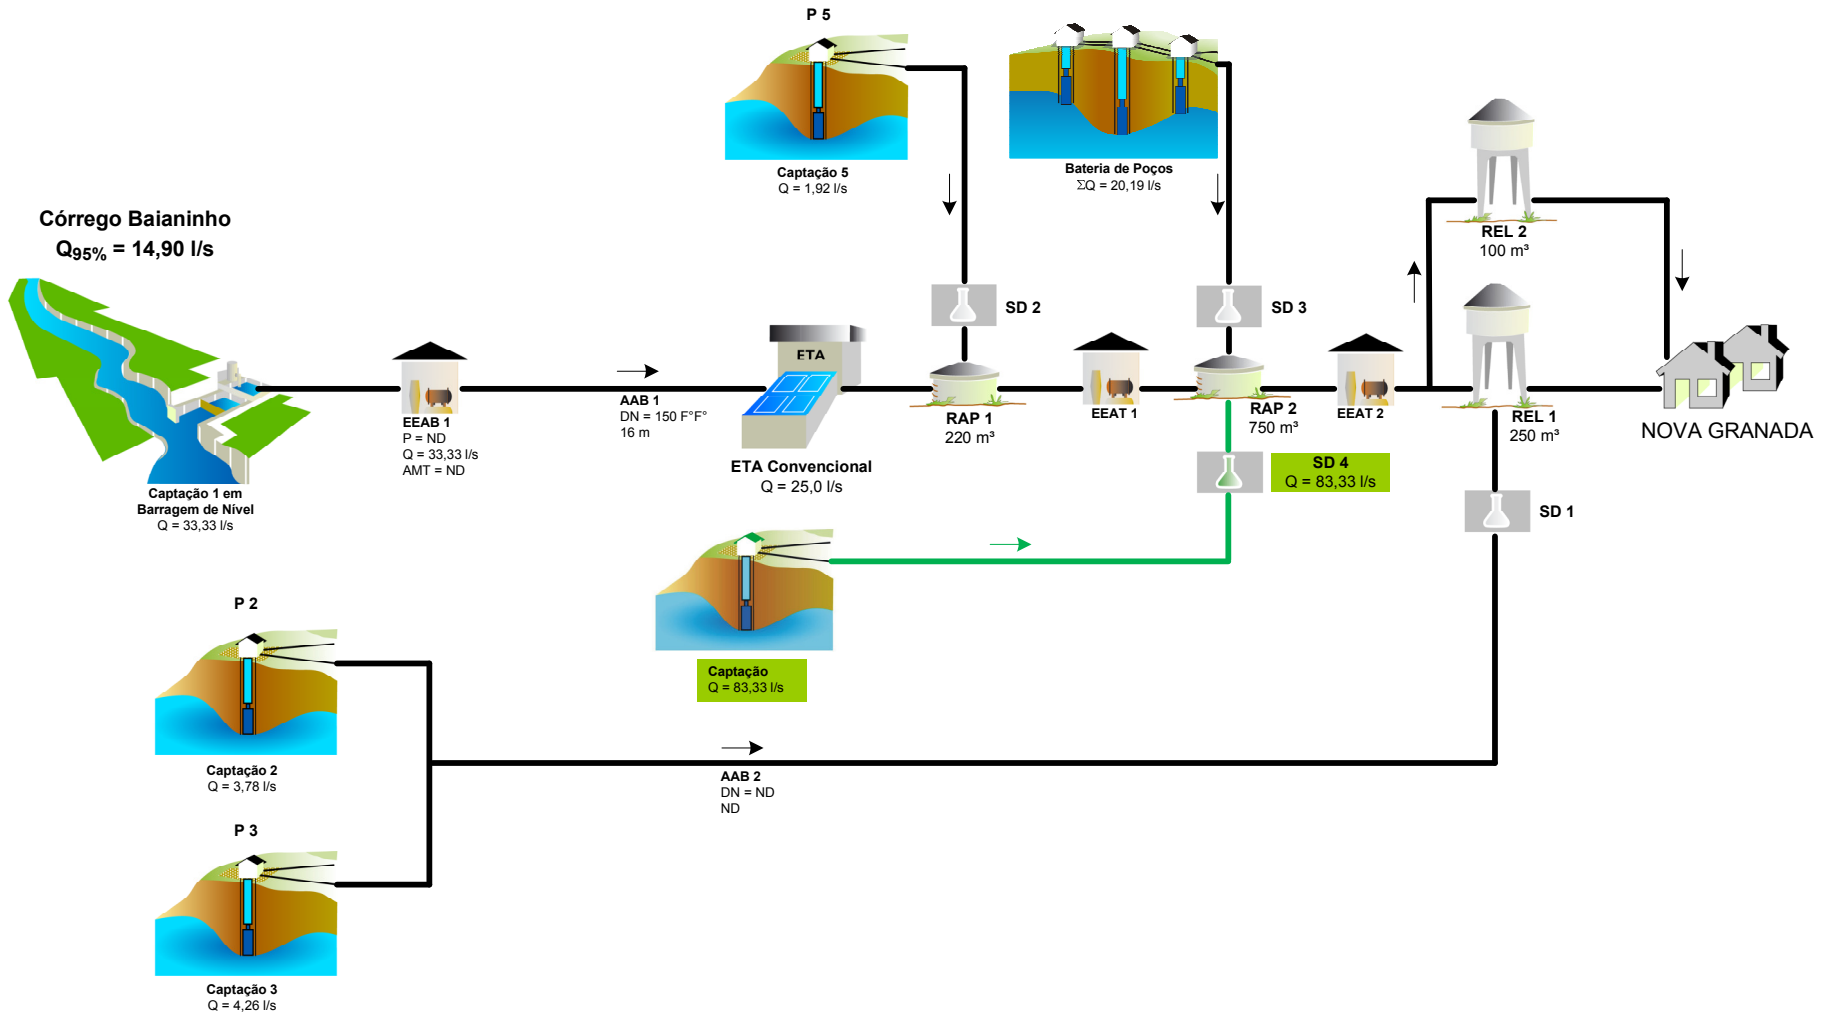 P 5
Captação 5
Q = 1,92 l/s
Bateria de Poços
ΣQ = 20,19 l/s
Córrego Baianinho
Q95% = 14,90 l/s
REL 2
100 m³
SD 2
SD 3
ETA
EEAB 1
P = ND
Q = 33,33 l/s
AMT = ND
AAB 1
DN = 150 F°F°
16 m
RAP 1
220 m³
EEAT 1
RAP 2
750 m³
EEAT 2
REL 1
250 m³
NOVA GRANADA
ETA Convencional
Q = 25,0 l/s
SD 4
Q = 83,33 l/s
Captação 1 em
Barragem de Nível
Q = 33,33 l/s
SD 1
P 2
Captação
Q = 83,33 l/s
Captação 2
Q = 3,78 l/s
AAB 2
DN = ND
ND
P 3
Captação 3
Q = 4,26 l/s